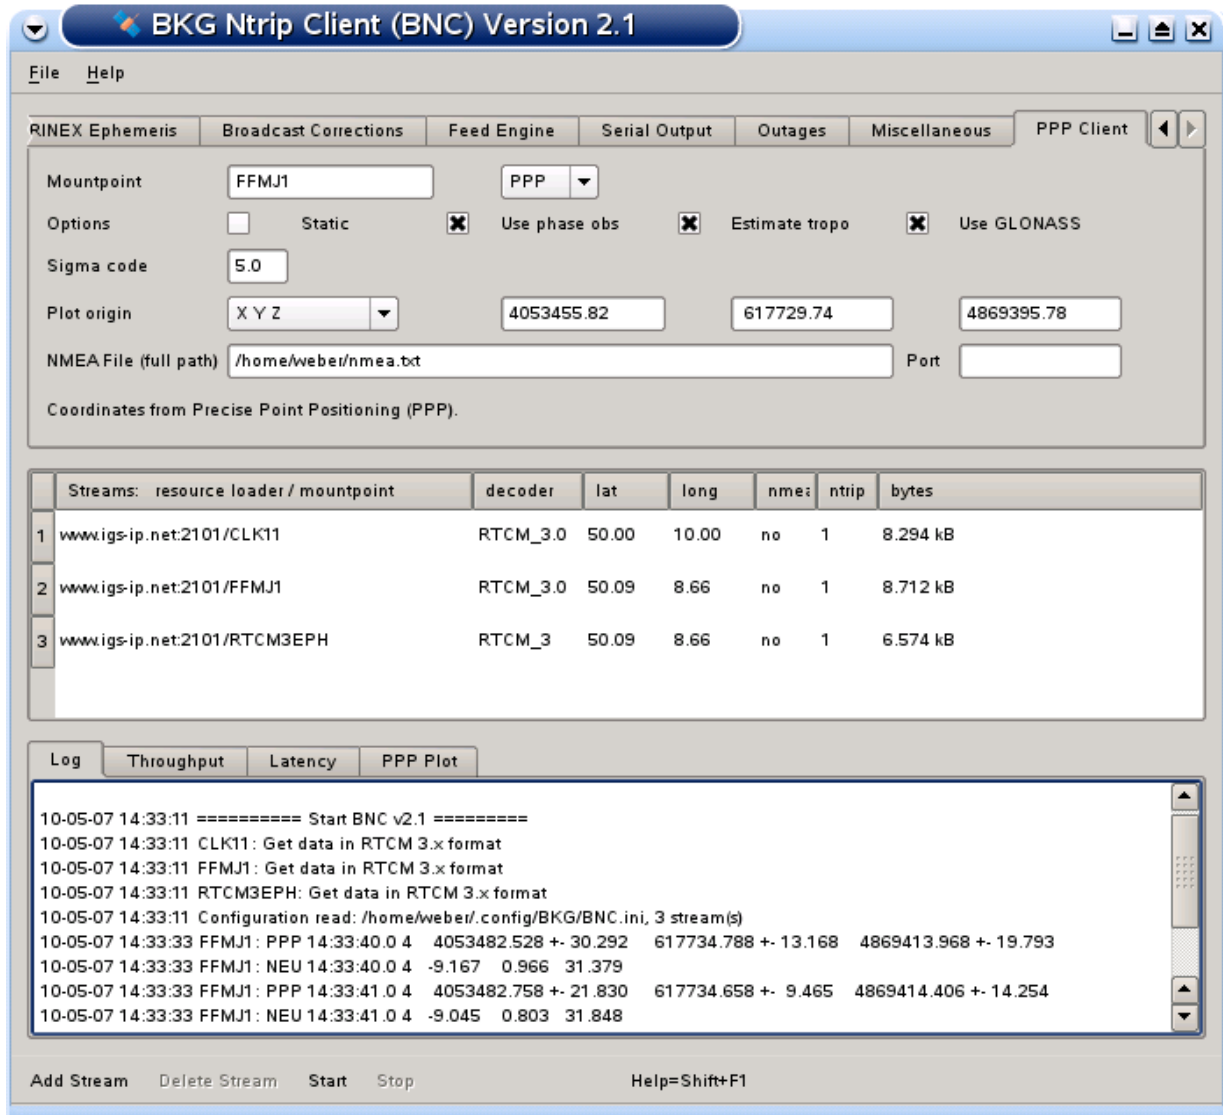 BKG Ntrip Client (BNC) Version 2.1
File Help
RINEX Ephemeris Broadcast Corrections Feed Engine Serial Output Outages Miscellaneous PPP Client
Mountpoint FFMJ1 PPP
Options Static Use phase obs Estimate tropo Use GLONASS
Sigma code 5.0
Plot origin X Y Z 4053455.82 617729.74 4869395.78
NMEA File (full path) /home/weber/nmea.txt Port
Coordinates from Precise Point Positioning (PPP).
Streams: resource loader / mountpoint decoder lat long nmea ntrip bytes
1 www.igs-ip.net:2101/CLK11 RTCM_3.0 50.00 10.00 no 1 8.294 kB
2 www.igs-ip.net:2101/FFMJ1 RTCM_3.0 50.09 8.66 no 1 8.712 kB
3 www.igs-ip.net:2101/RTCM3EPH RTCM_3 50.09 8.66 no 1 6.574 kB
Log Throughput Latency PPP Plot
10-05-07 14:33:11 ========== Start BNC v2.1 =========
10-05-07 14:33:11 CLK11: Get data in RTCM 3.x format
10-05-07 14:33:11 FFMJ1: Get data in RTCM 3.x format
10-05-07 14:33:11 RTCM3EPH: Get data in RTCM 3.x format
10-05-07 14:33:11 Configuration read: /home/weber/.config/BKG/BNC.ini, 3 stream(s)
10-05-07 14:33:33 FFMJ1: PPP 14:33:40.0 4 4053482.528 +- 30.292 617734.788 +- 13.168 4869413.968 +- 19.793
10-05-07 14:33:33 FFMJ1: NEU 14:33:40.0 4 -9.167 0.966 31.379
10-05-07 14:33:33 FFMJ1: PPP 14:33:41.0 4 4053482.758 +- 21.830 617734.658 +- 9.465 4869414.406 +- 14.254
10-05-07 14:33:33 FFMJ1: NEU 14:33:41.0 4 -9.045 0.803 31.848
Add Stream Delete Stream Start Stop Help=Shift+F1